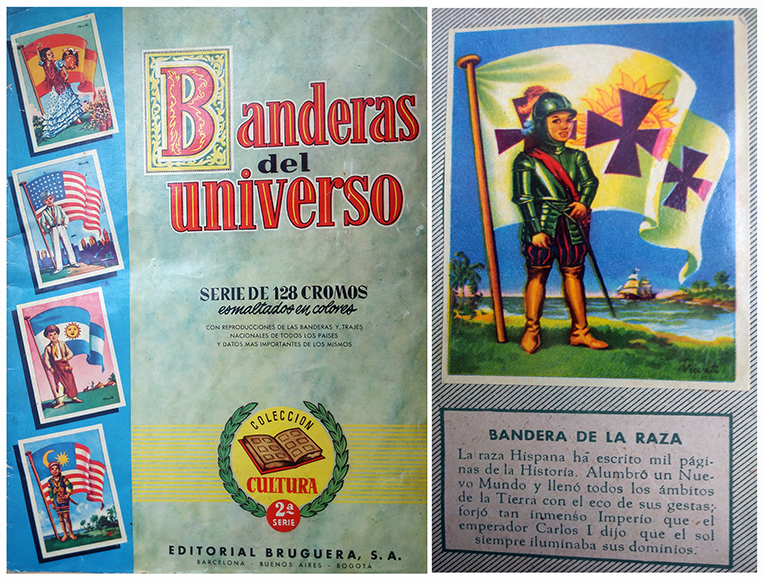 Banderas
del
universo
SERIE DE 128 CROMOS
esmaltados en colores
CON REPRODUCCIONES DE LAS BANDERAS Y TRAJES
NACIONALES DE TODOS LOS PAISES
Y DATOS MAS IMPORTANTES DE LOS MISMOS
COLECCION
CULTURA
2ª
SERIE
EDITORIAL BRUGUERA, S. A.
BARCELONA - BUENOS AIRES - BOGOTA
BANDERA DE LA RAZA
La raza Hispana ha escrito mil pági-
nas de la Historía. Alumbró un Nue-
vo Mundo y llenó todos los ámbitos
de la Tierra con el eco de sus gestas;
forjó tan inmenso Imperio que el
emperador Carlos I dijo que el sol
siempre iluminaba sus dominios.